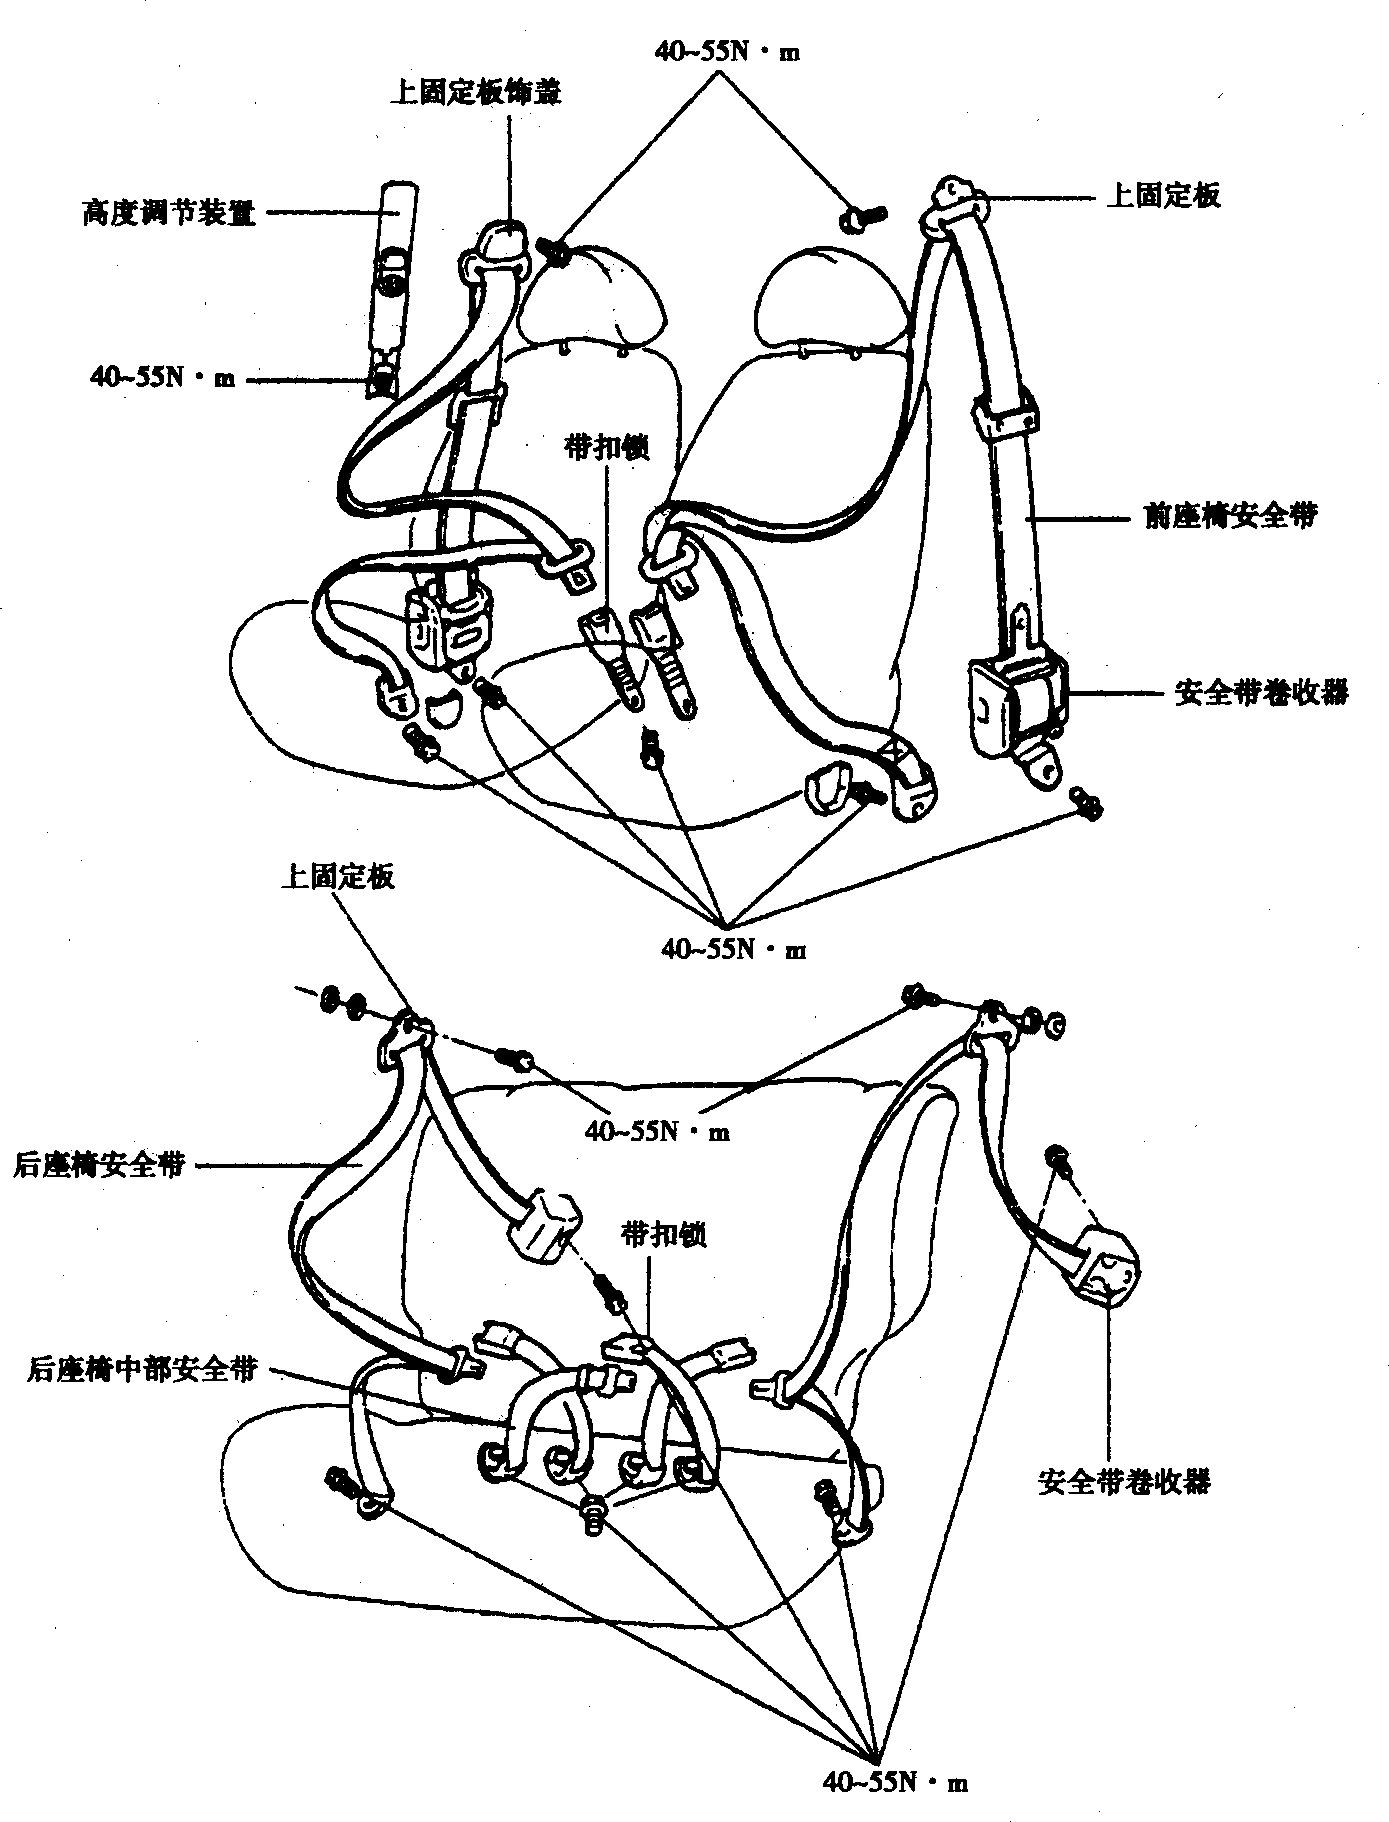 40~55N·m
上固定板饰盖
上固定板
高度调节装置
40~55N·m
带扣锁
前座椅安全带
安全带卷收器
上固定板
40~55N·m
40~55N·m
后座椅安全带
带扣锁
后座椅中部安全带
安全带卷收器
40~55N·m